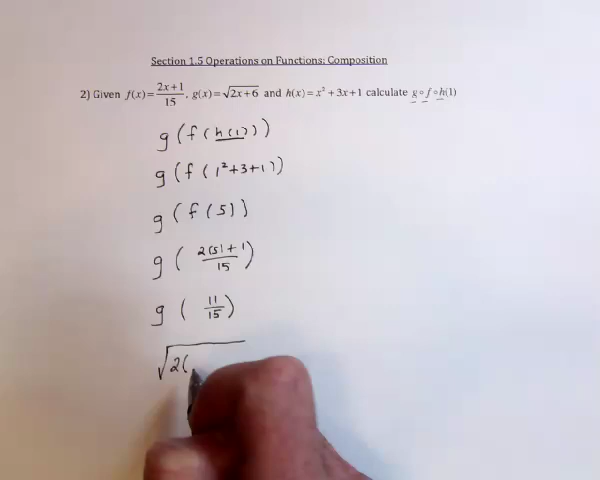 Section 1.5 Operations on Functions: Composition
2) Given f(x)=(2x+1)/15, g(x)=√(2x+6) and h(x)=x²+3x+1 calculate g∘f∘h(1)
g(f(h(1)))
g(f(1²+3+1))
g(f(5))
g(2(5)+1/15)
g(11/15)
√2(